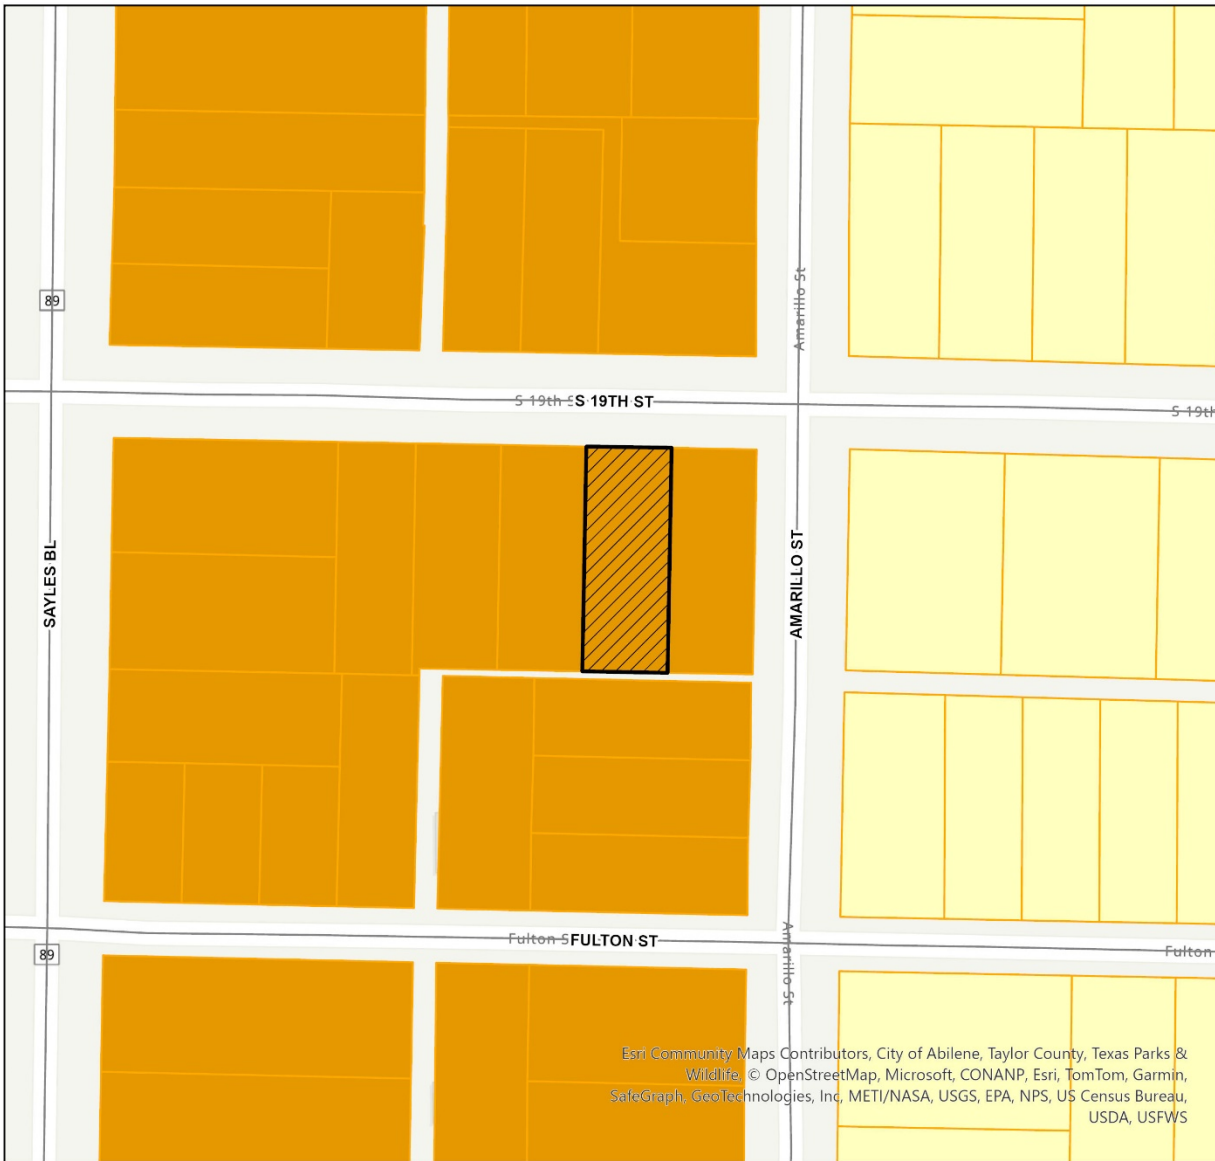 Amarillo St
89
S 19th S
S 19TH ST
S 19th
SAYLES BL
AMARILLO ST
Fulton S
FULTON ST
Fulton
89
Amarillo St
Esri Community Maps Contributors, City of Abilene, Taylor County, Texas Parks &
Wildlife, © OpenStreetMap, Microsoft, CONANP, Esri, TomTom, Garmin,
SafeGraph, GeoTechnologies, Inc, METI/NASA, USGS, EPA, NPS, US Census Bureau,
USDA, USFWS